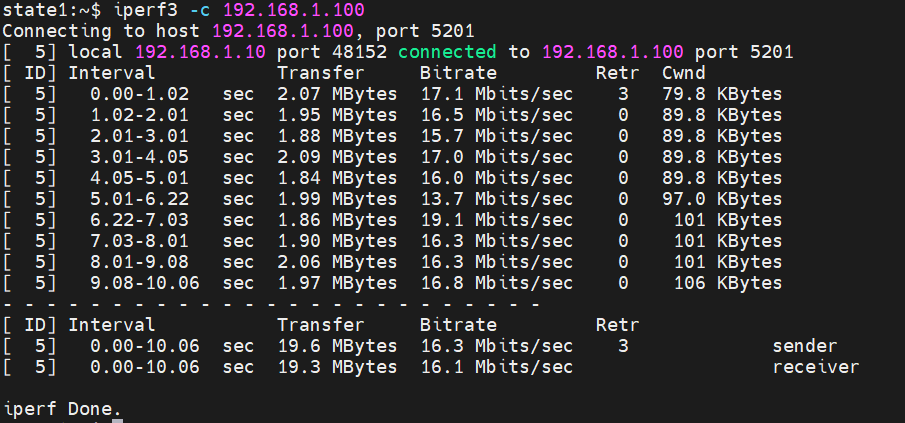 state1:~$ iperf3 -c 192.168.1.100
Connecting to host 192.168.1.100, port 5201
[  5] local 192.168.1.10 port 48152 connected to 192.168.1.100 port 5201
[ ID] Interval           Transfer     Bitrate         Retr  Cwnd
[  5]   0.00-1.02   sec  2.07 MBytes  17.1 Mbits/sec    3   79.8 KBytes
[  5]   1.02-2.01   sec  1.95 MBytes  16.5 Mbits/sec    0   89.8 KBytes
[  5]   2.01-3.01   sec  1.88 MBytes  15.7 Mbits/sec    0   89.8 KBytes
[  5]   3.01-4.05   sec  2.09 MBytes  17.0 Mbits/sec    0   89.8 KBytes
[  5]   4.05-5.01   sec  1.84 MBytes  16.0 Mbits/sec    0   89.8 KBytes
[  5]   5.01-6.22   sec  1.99 MBytes  13.7 Mbits/sec    0   97.0 KBytes
[  5]   6.22-7.03   sec  1.86 MBytes  19.1 Mbits/sec    0    101 KBytes
[  5]   7.03-8.01   sec  1.90 MBytes  16.3 Mbits/sec    0    101 KBytes
[  5]   8.01-9.08   sec  2.06 MBytes  16.3 Mbits/sec    0    101 KBytes
[  5]   9.08-10.06  sec  1.97 MBytes  16.8 Mbits/sec    0    106 KBytes
- - - - - - - - - - - - - - - - - - - - - - - - -
[ ID] Interval           Transfer     Bitrate         Retr
[  5]   0.00-10.06  sec  19.6 MBytes  16.3 Mbits/sec    3             sender
[  5]   0.00-10.06  sec  19.3 MBytes  16.1 Mbits/sec                  receiver
iperf Done.